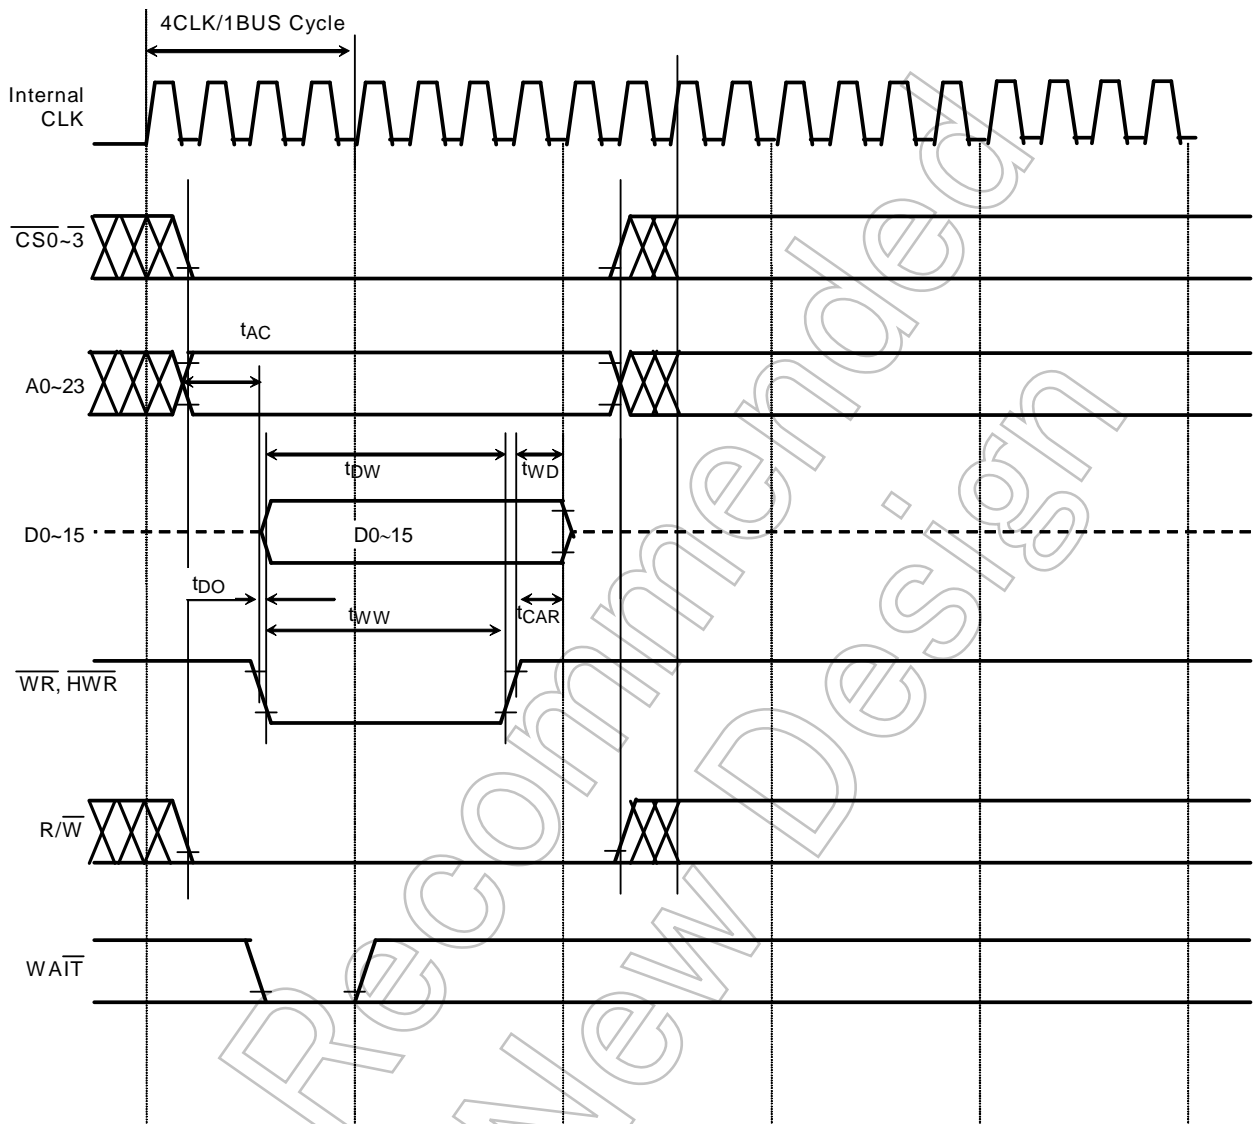 4CLK/1BUS Cycle
Internal
CLK
CS0~3
tAC
A0~23
tDW
tWD
D0~15
D0~15
tDO
tWW
tCAR
WR, HWR
R/W
WAIT
Recommended
New Design